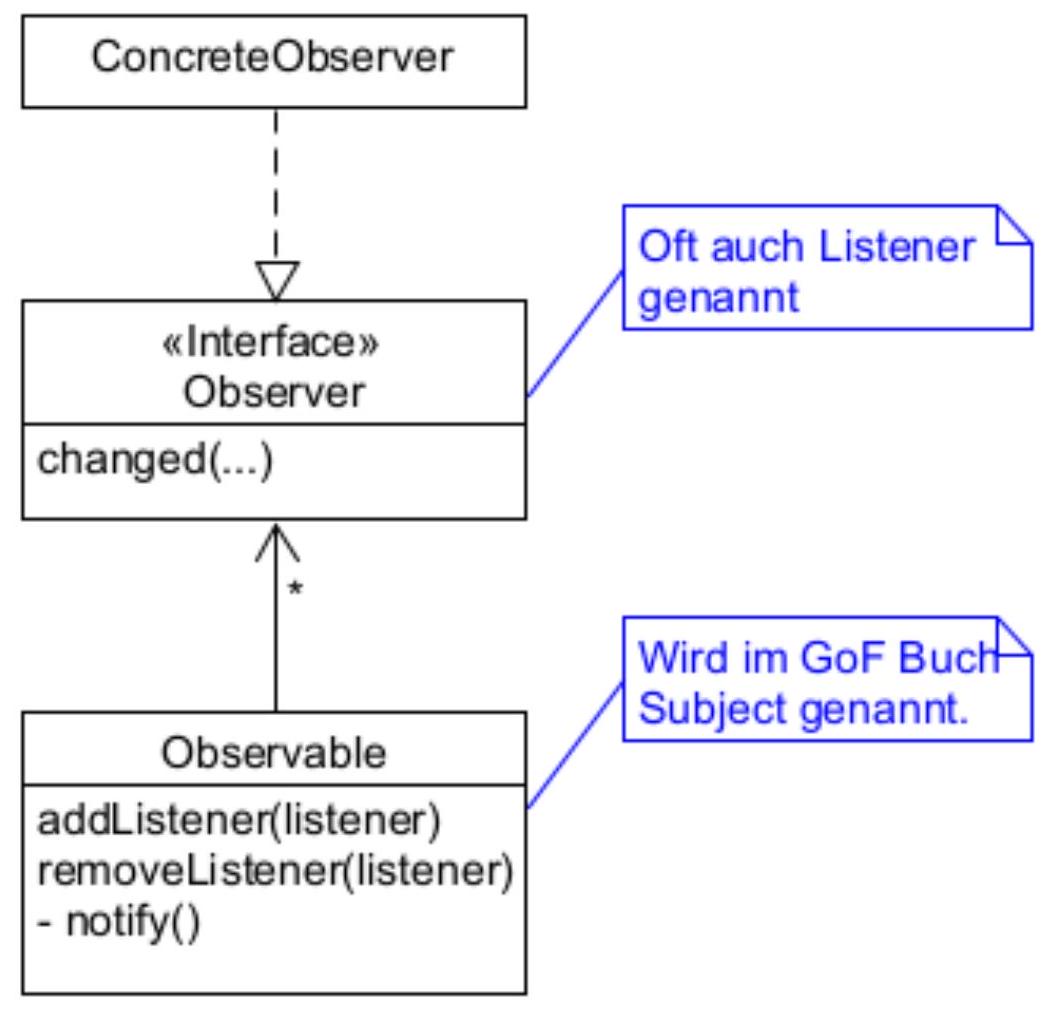 ConcreteObserver
«Interface»
Observer
changed(...)
Oft auch Listener
genannt
*
Observable
addListener(listener)
removeListener(listener)
- notify()
Wird im GoF Buch
Subject genannt.